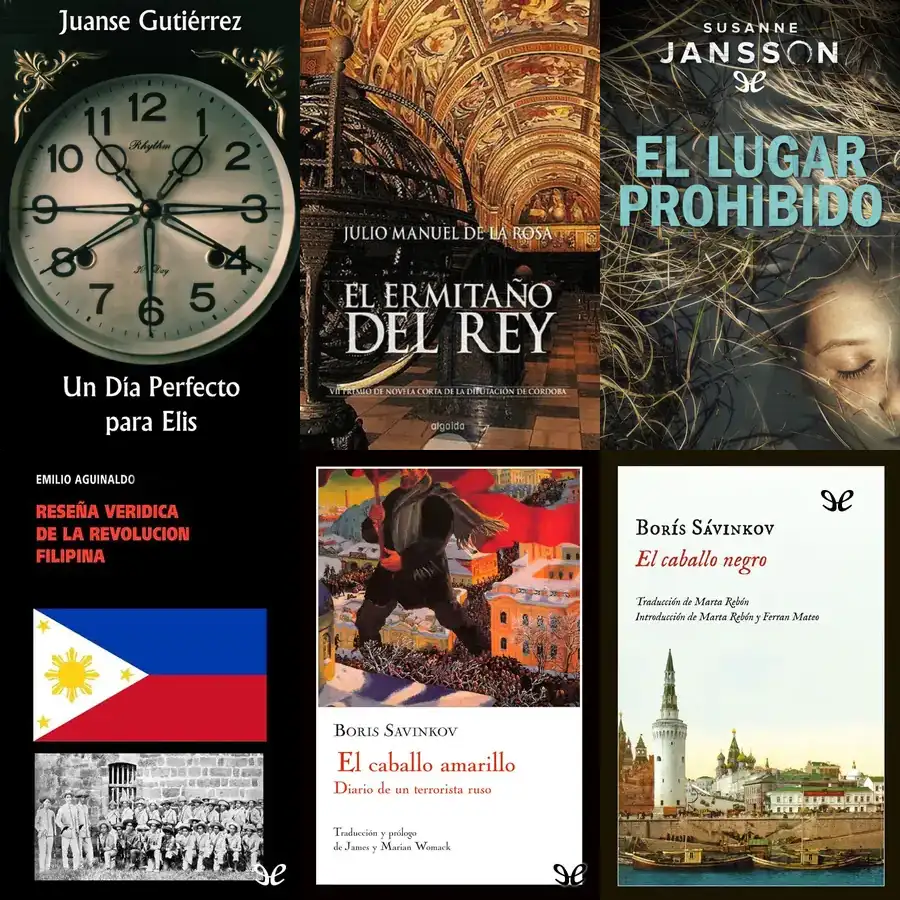 Juanse Gutiérrez
12
11
1
Rhythm
10
2
9
3
8
4
7
5
6
Un Día Perfecto
para Elis
JULIO MANUEL DE LA ROSA
EL ERMITAÑO
DEL REY
VII PREMIO DE NOVELA CORTA DE LA DIPUTACIÓN DE CÓRDOBA
algaida
SUSANNE
JANSSON
EL LUGAR
PROHIBIDO
EMILIO AGUINALDO
RESEÑA VERIDICA
DE LA REVOLUCION
FILIPINA
BORIS SAVINKOV
El caballo amarillo
Diario de un terrorista ruso
Traducción y prólogo
de James y Marian Womack
BORÍS SÁVINKOV
El caballo negro
Traducción de Marta Rebón
Introducción de Marta Rebón y Ferran Mateo